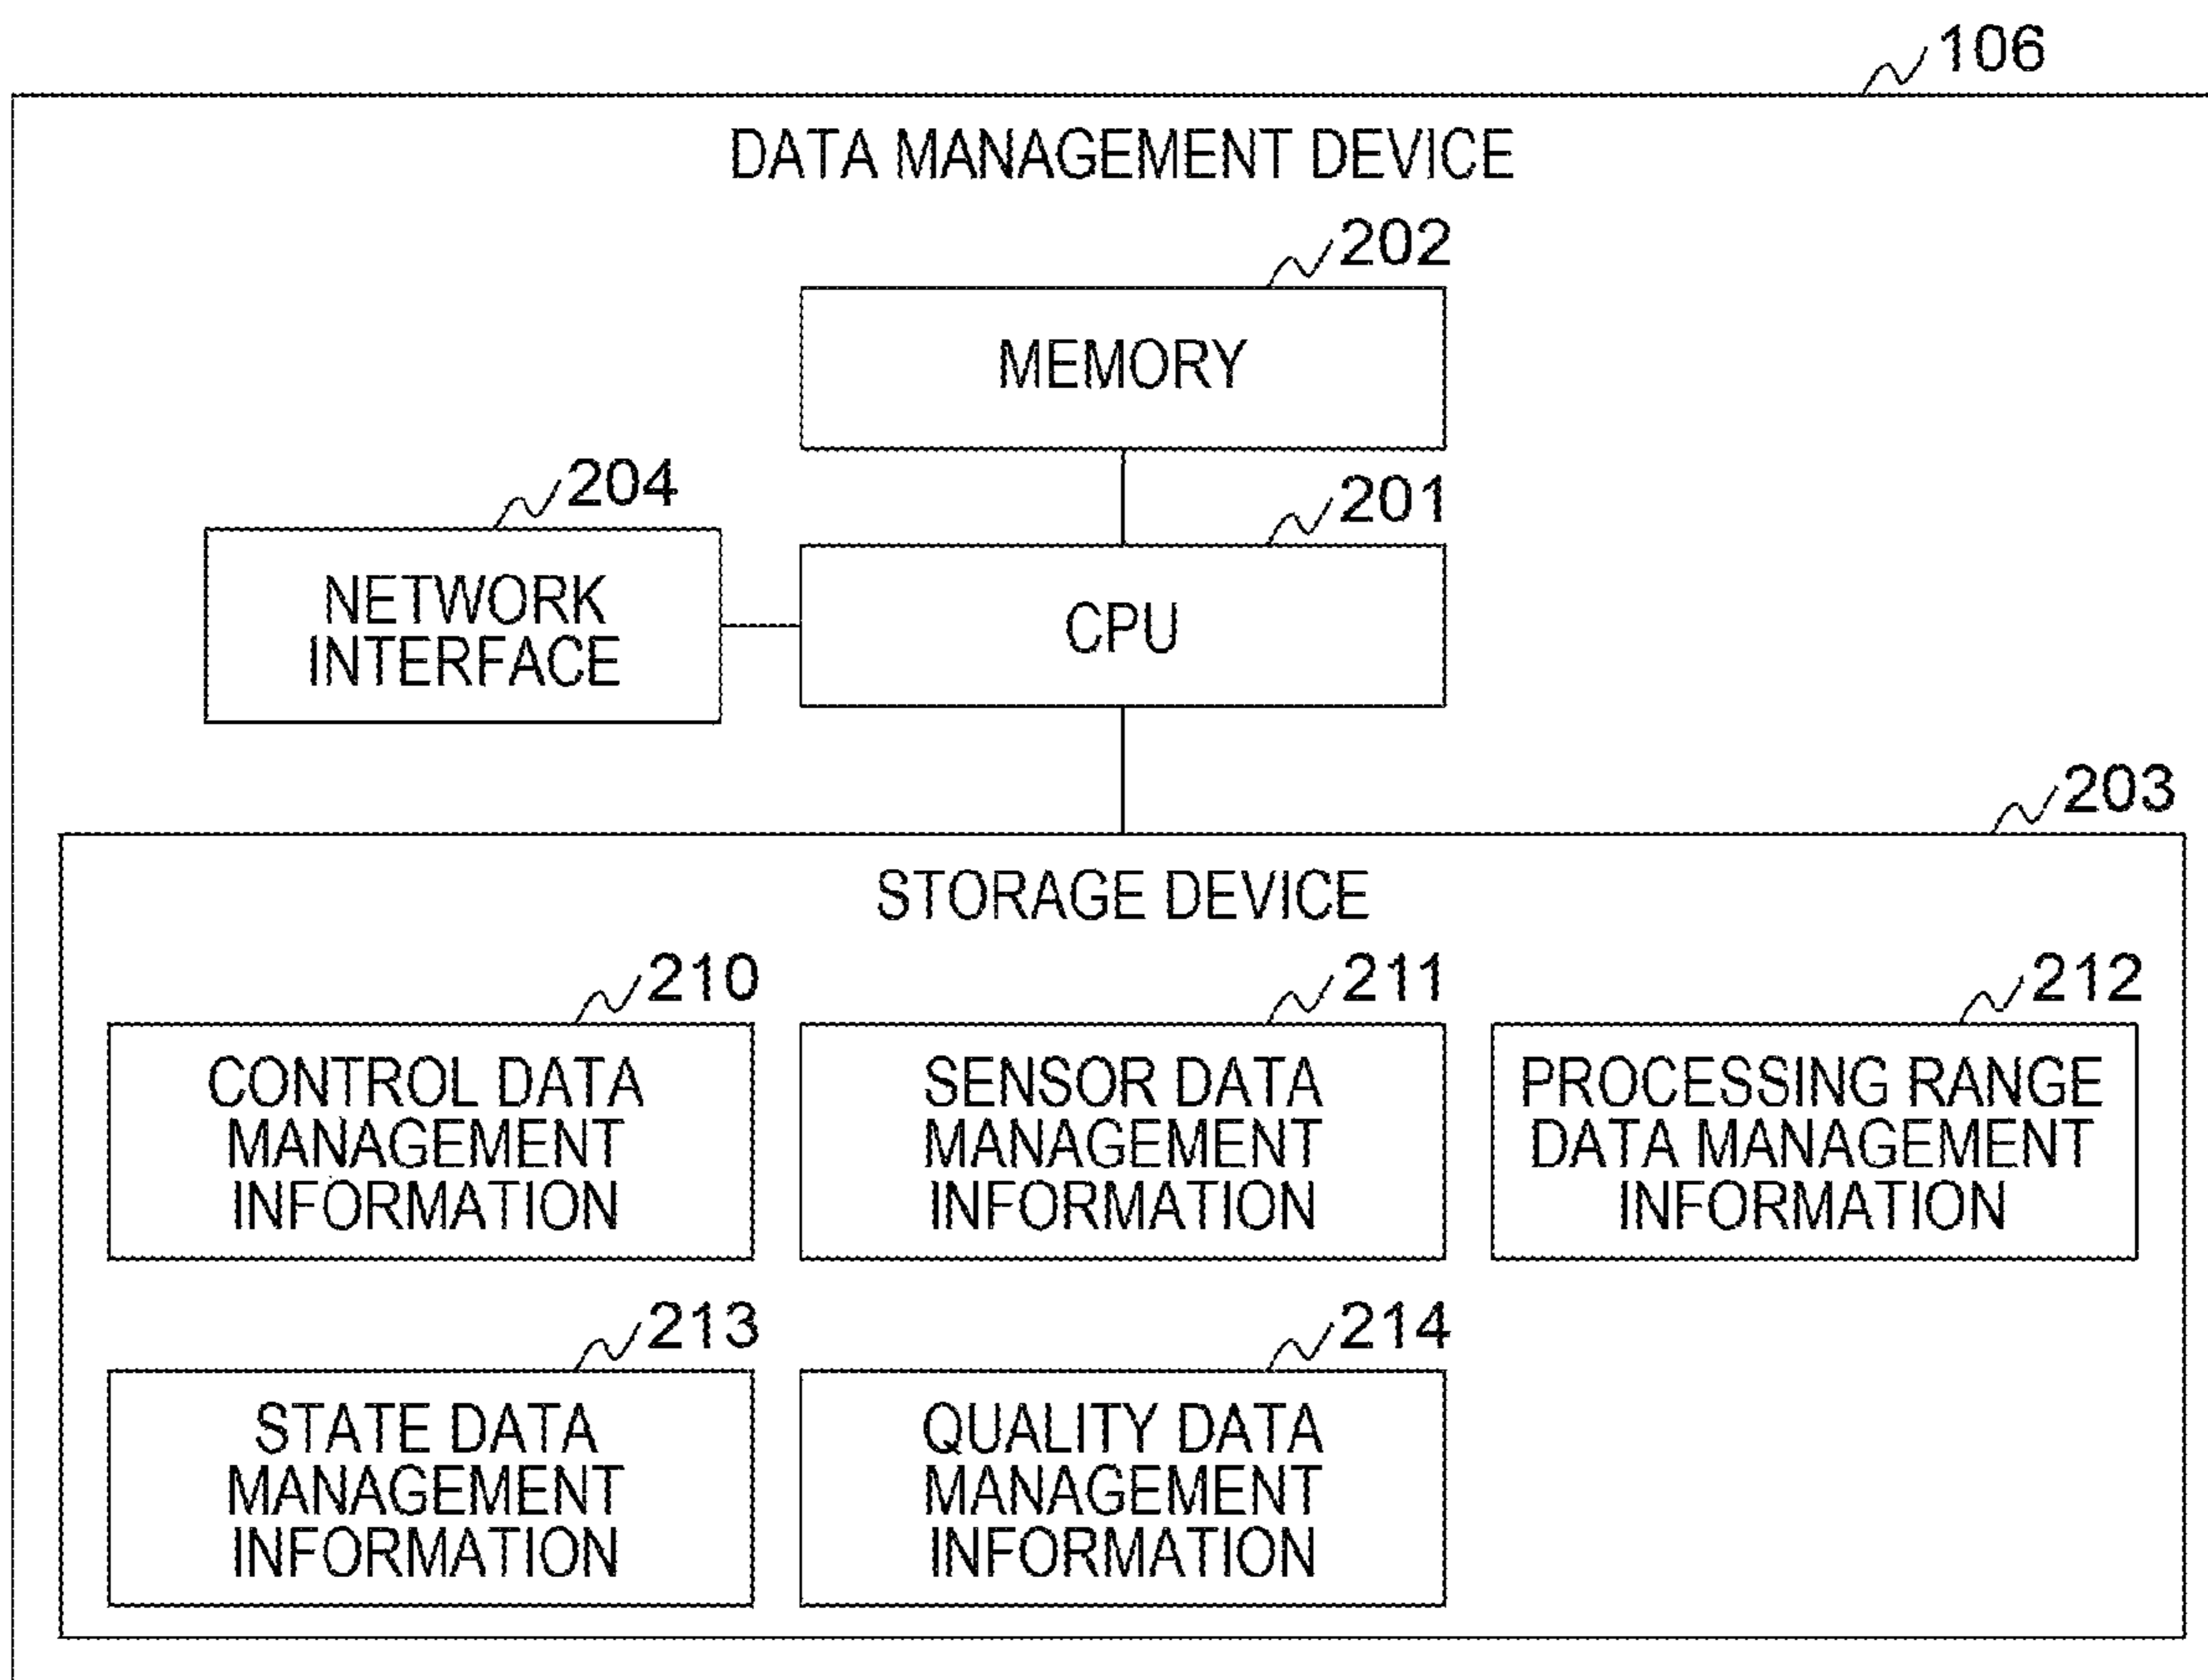 106
DATA MANAGEMENT DEVICE
202
MEMORY
204
NETWORK
INTERFACE
201
CPU
203
STORAGE DEVICE
210
CONTROL DATA
MANAGEMENT
INFORMATION
211
SENSOR DATA
MANAGEMENT
INFORMATION
212
PROCESSING RANGE
DATA MANAGEMENT
INFORMATION
213
STATE DATA
MANAGEMENT
INFORMATION
214
QUALITY DATA
MANAGEMENT
INFORMATION